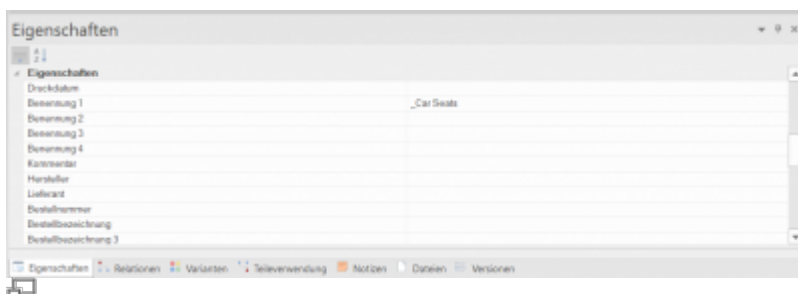 Eigenschaften
Eigenschaften
Druckdatum
Benennung 1 _Car Seats
Benennung 2
Benennung 3
Benennung 4
Kommentar
Hersteller
Lieferant
Bestellnummer
Bestellbezeichnung
Bestellbezeichnung 3
Eigenschaften Relationen Varianten Teileverwendung Notizen Dateien Versionen